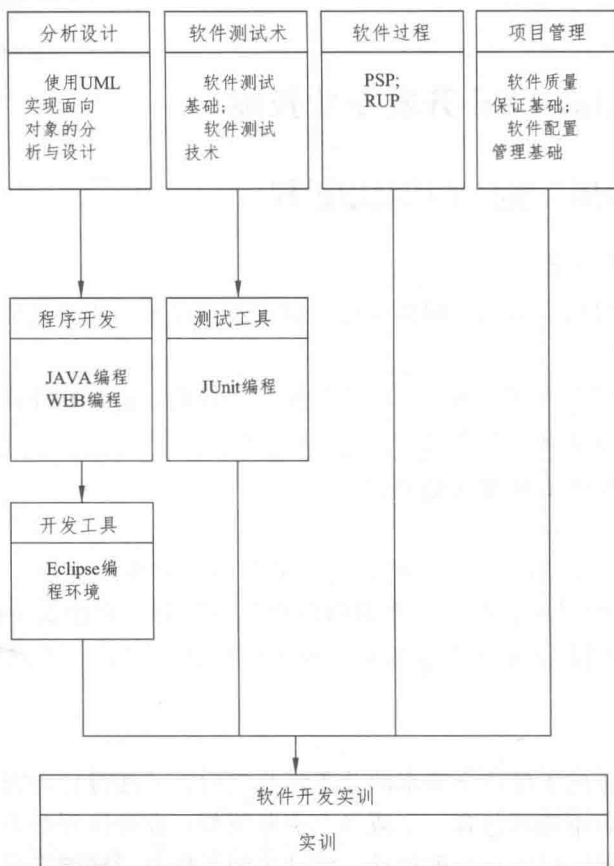 分析设计
使用UML
实现面向
对象的分
析与设计
软件测试术
软件测试
基础;
软件测试
技术
软件过程
PSP;
RUP
项目管理
软件质量
保证基础;
软件配置
管理基础
程序开发
JAVA编程
WEB编程
测试工具
JUnit编程
开发工具
Eclipse编
程环境
软件开发实训
实训